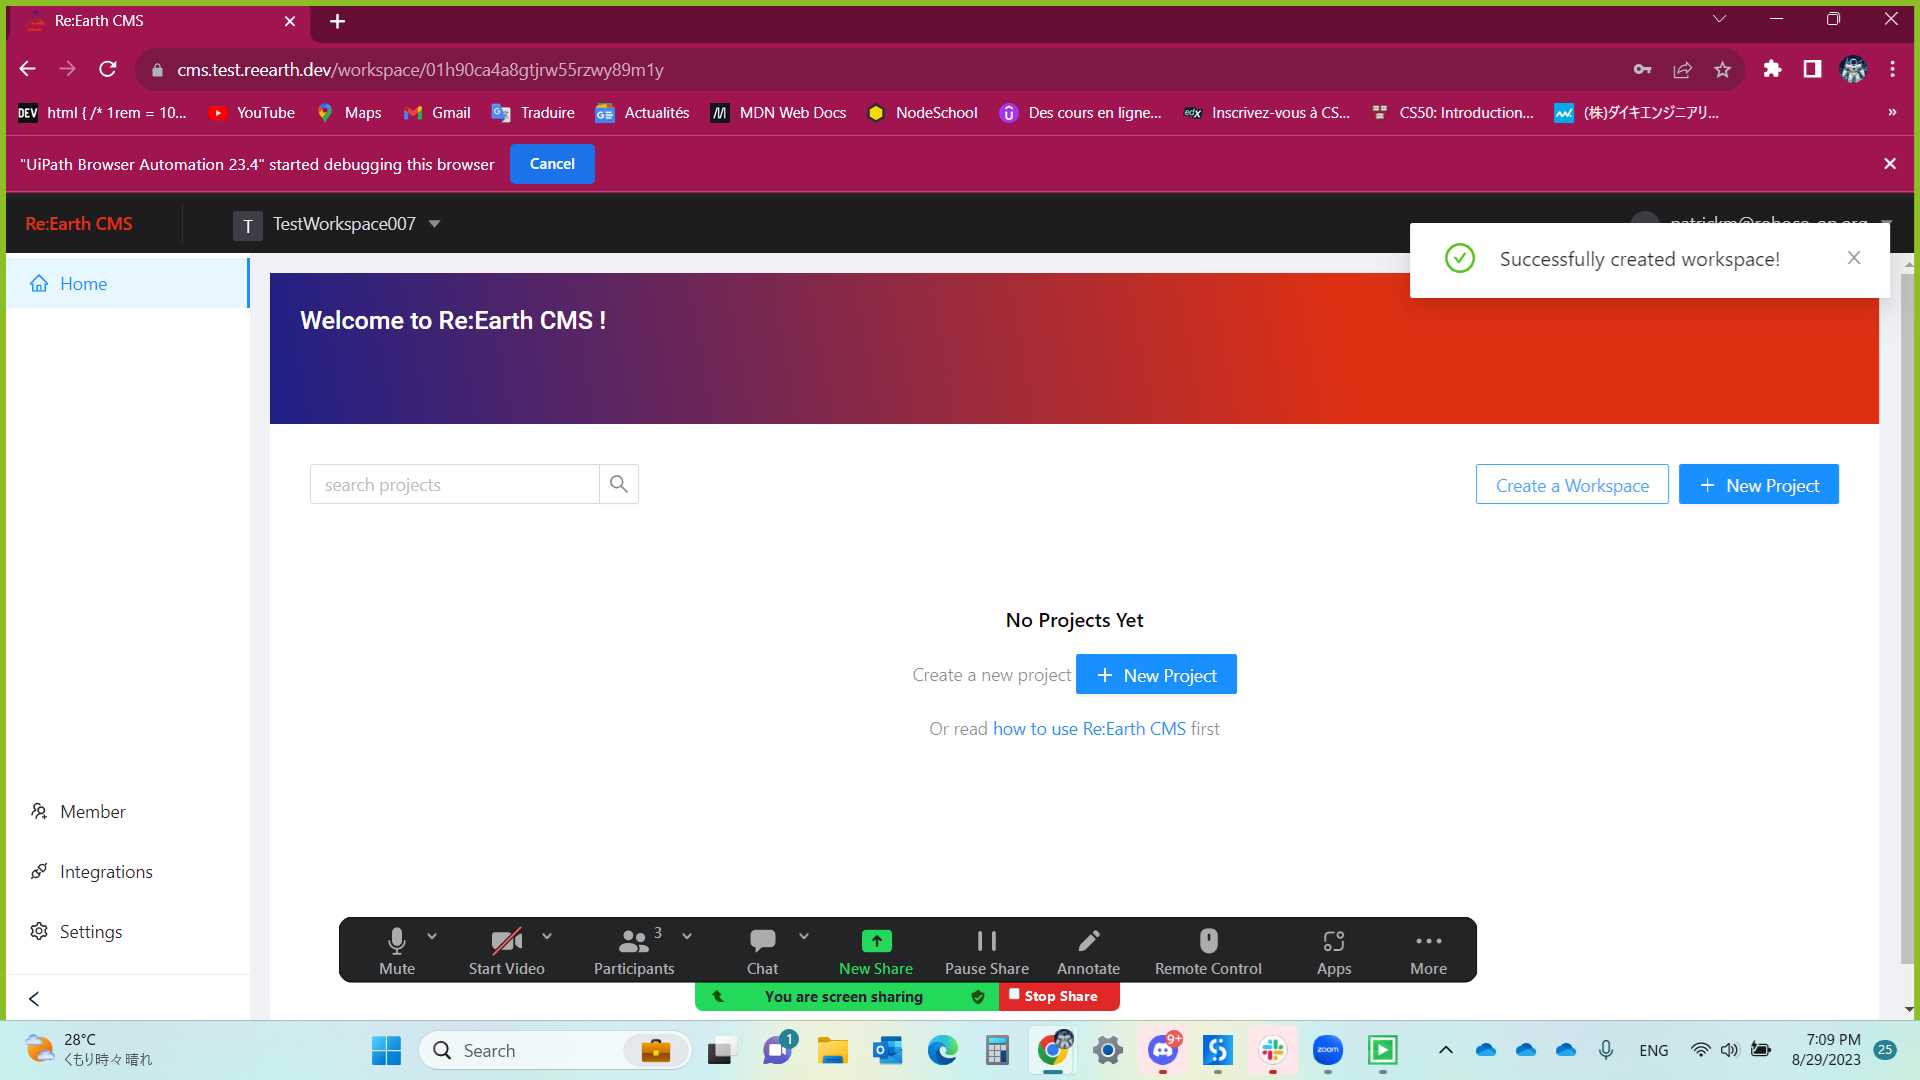 Re:Earth CMS
cms.test.reearth.dev/workspace/01h90ca4a8gtjrw55rzwy89m1y
DEV html { /* 1rem = 10... YouTube Maps Gmail Traduire Actualités MDN Web Docs NodeSchool Des cours en ligne... edX Inscrivez-vous à CS... CS50: Introduction... (株)ダイキエンジニアリ... »
"UiPath Browser Automation 23.4" started debugging this browser Cancel
Re:Earth CMS T TestWorkspace007
Successfully created workspace!
Home
Welcome to Re:Earth CMS !
search projects
Create a Workspace + New Project
No Projects Yet
Create a new project + New Project
Or read how to use Re:Earth CMS first
Member
Integrations
Settings
3
Mute Start Video Participants Chat New Share Pause Share Annotate Remote Control Apps More
You are screen sharing Stop Share
28°C
くもり時々晴れ
Search
1
9+
zoom
ENG
7:09 PM
8/29/2023
25